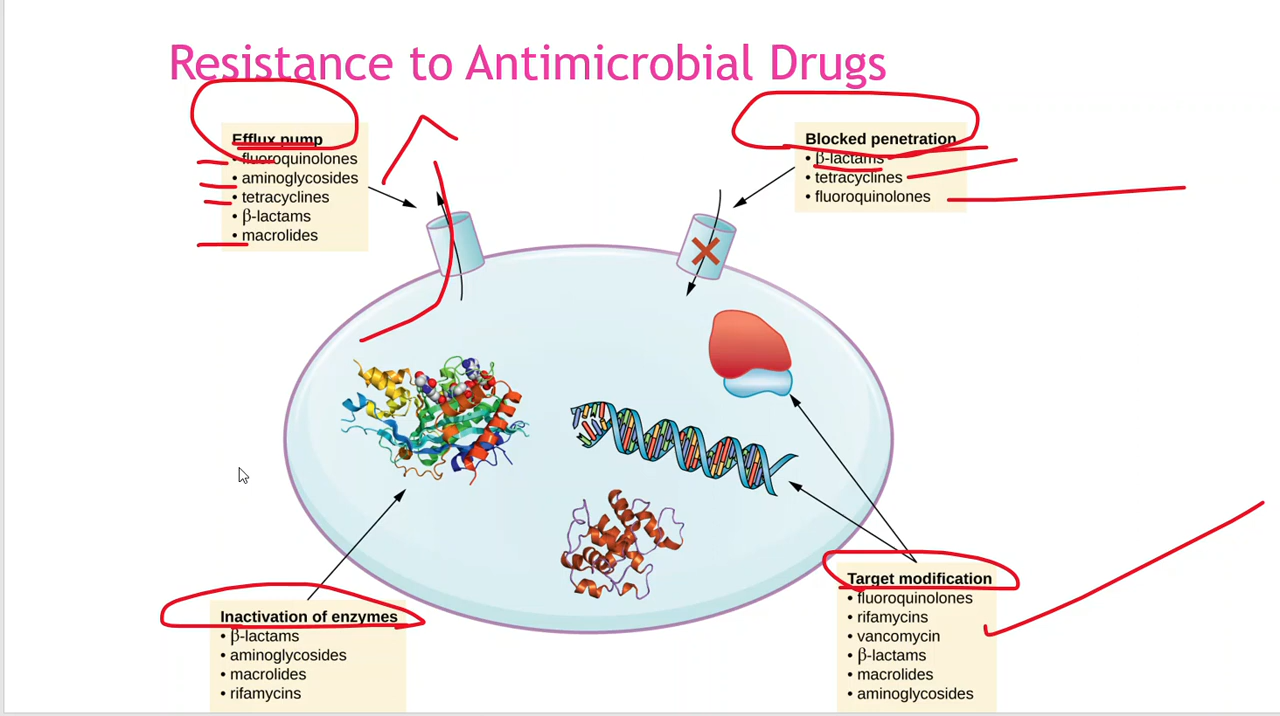 Resistance to Antimicrobial Drugs
Efflux pump
• fluoroquinolones
• aminoglycosides
• tetracyclines
• β-lactams
• macrolides
Blocked penetration
• β-lactams
• tetracyclines
• fluoroquinolones
Inactivation of enzymes
• β-lactams
• aminoglycosides
• macrolides
• rifamycins
Target modification
• fluoroquinolones
• rifamycins
• vancomycin
• β-lactams
• macrolides
• aminoglycosides